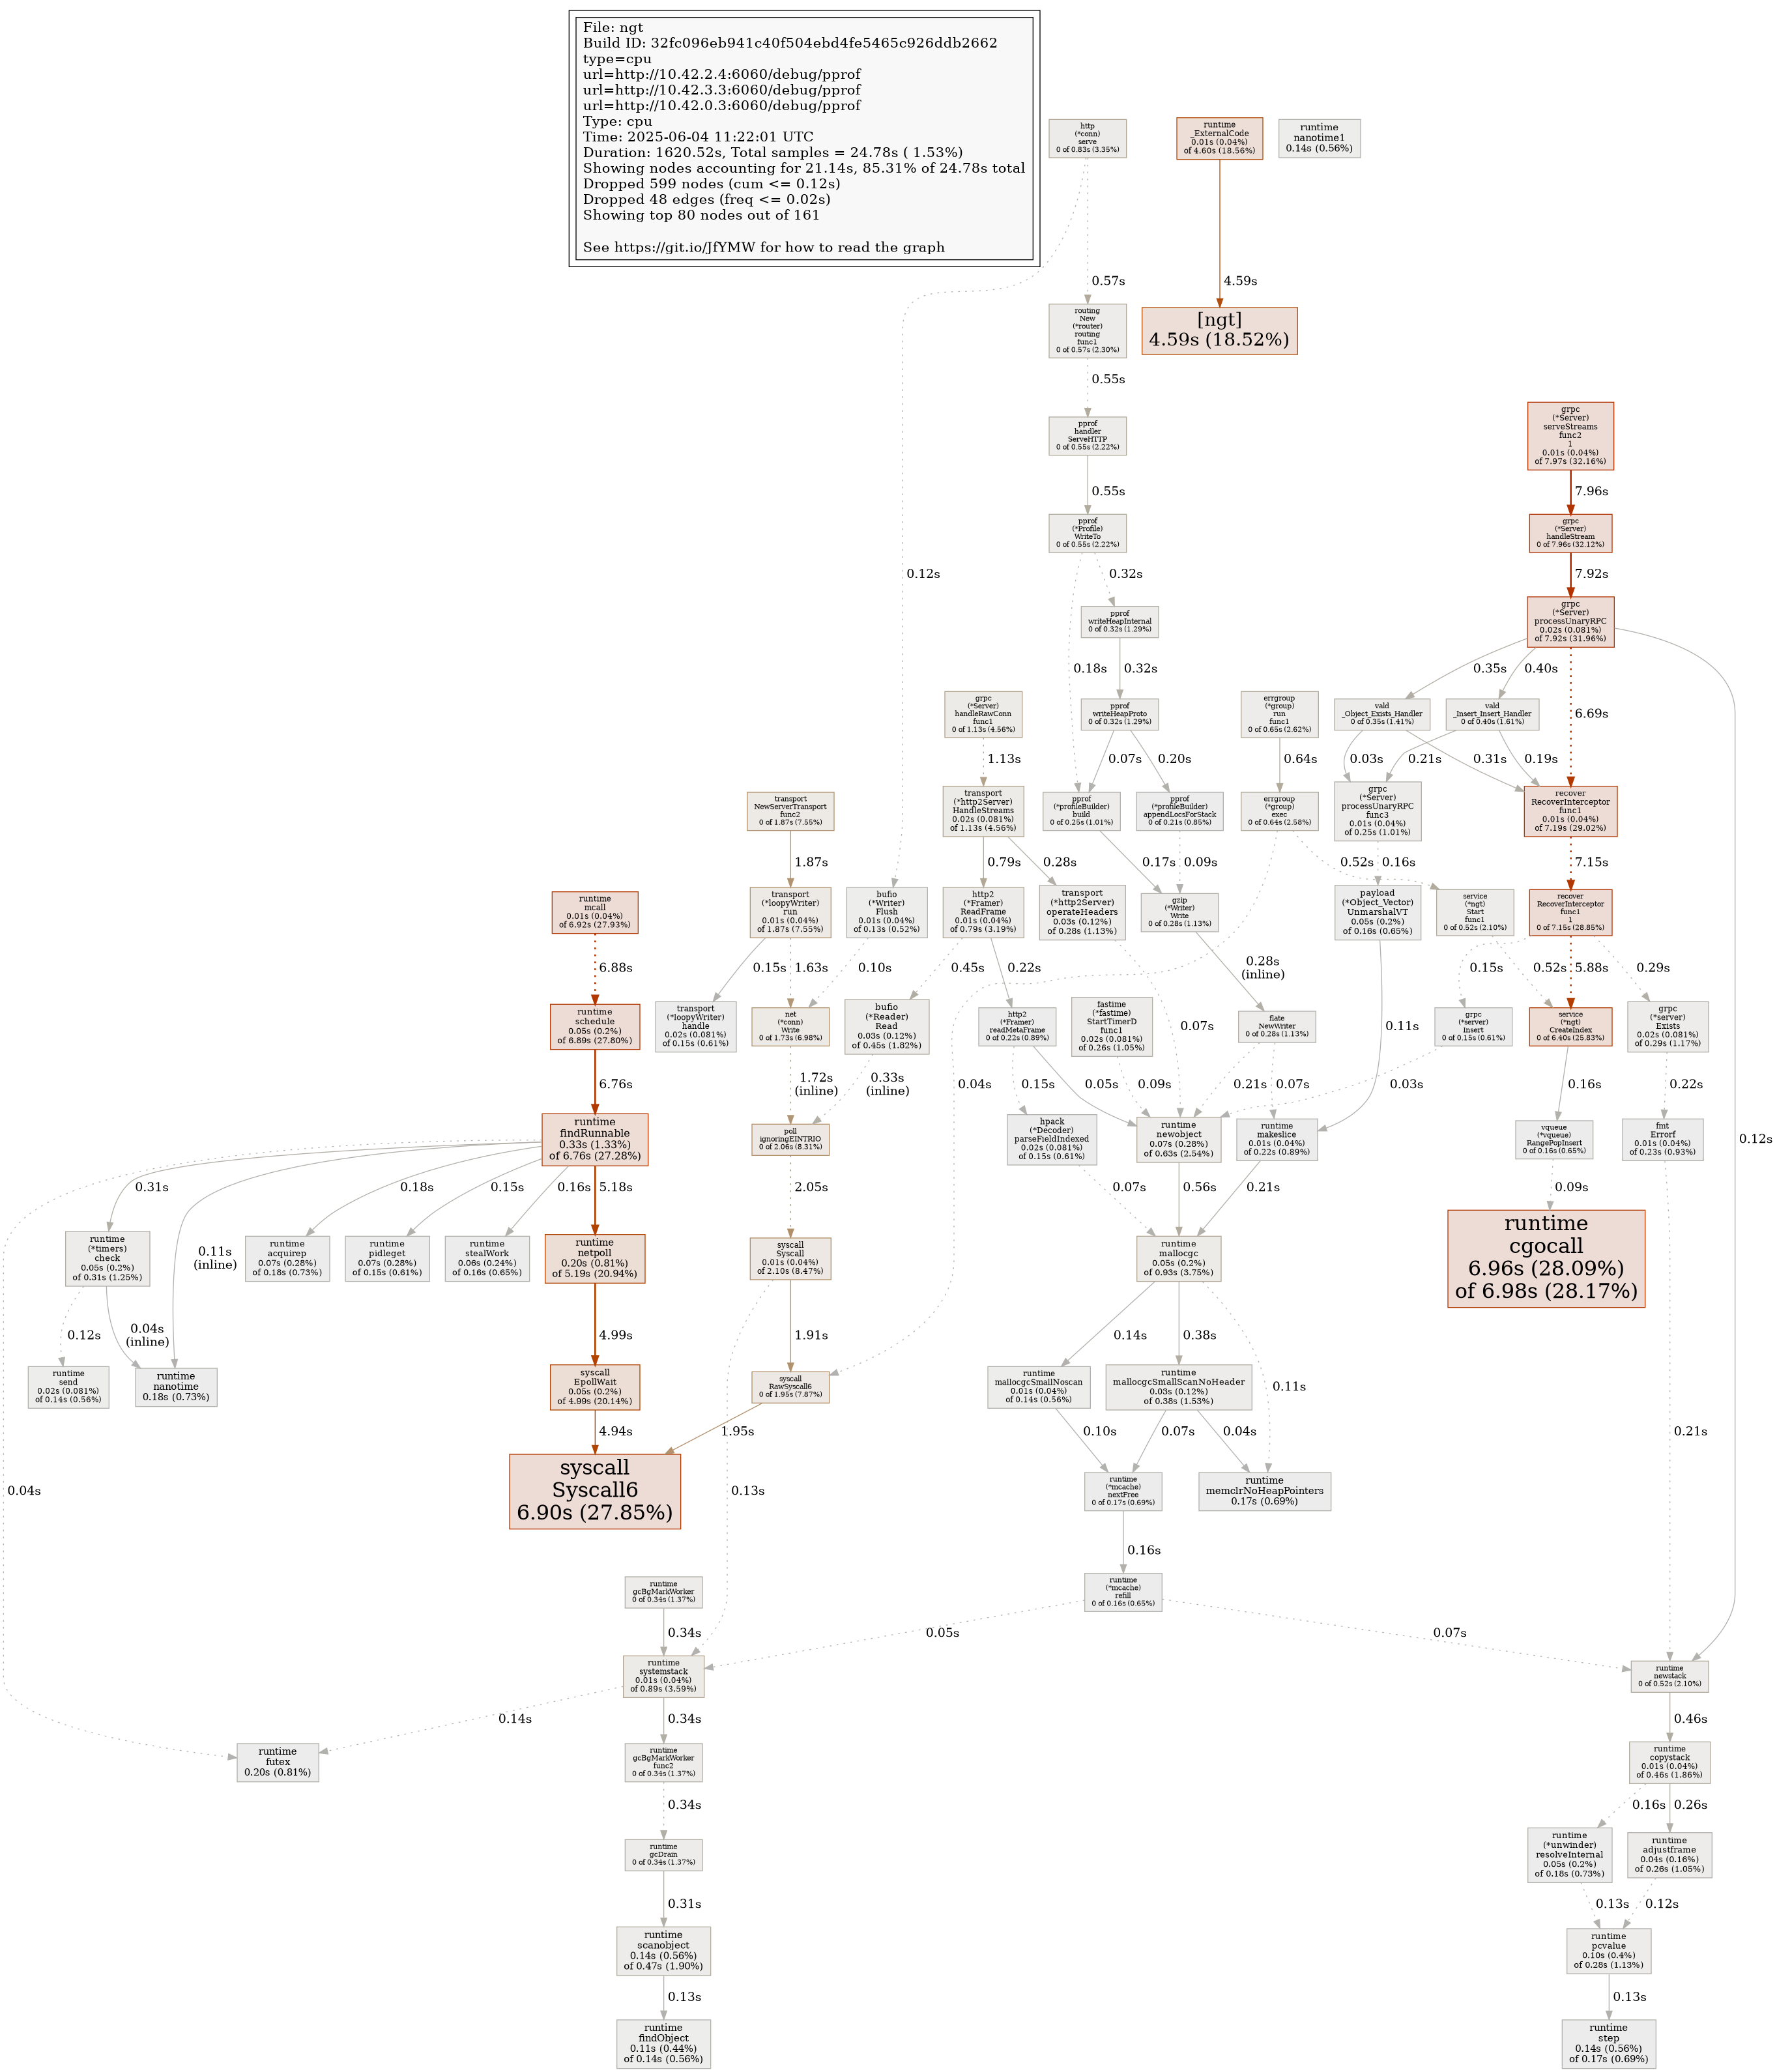 File: ngt
Build ID: 32fc096eb941c40f504ebd4fe5465c926ddb2662
type=cpu
url=http://10.42.2.4:6060/debug/pprof
url=http://10.42.3.3:6060/debug/pprof
url=http://10.42.0.3:6060/debug/pprof
Type: cpu
Time: 2025-06-04 11:22:01 UTC
Duration: 1620.52s, Total samples = 24.78s ( 1.53%)
Showing nodes accounting for 21.14s, 85.31% of 24.78s total
Dropped 599 nodes (cum <= 0.12s)
Dropped 48 edges (freq <= 0.02s)
Showing top 80 nodes out of 161
See https://git.io/JfYMW for how to read the graph
http
(*conn)
serve
0 of 0.83s (3.35%)
runtime
_ExternalCode
0.01s (0.04%)
of 4.60s (18.56%)
runtime
nanotime1
0.14s (0.56%)
0.57s
4.59s
routing
New
(*router)
routing
func1
0 of 0.57s (2.30%)
[ngt]
4.59s (18.52%)
0.55s
pprof
handler
ServeHTTP
0 of 0.55s (2.22%)
grpc
(*Server)
serveStreams
func2
1
0.01s (0.04%)
of 7.97s (32.16%)
0.55s
7.96s
pprof
(*Profile)
WriteTo
0 of 0.55s (2.22%)
grpc
(*Server)
handleStream
0 of 7.96s (32.12%)
0.12s
0.32s
7.92s
pprof
writeHeapInternal
0 of 0.32s (1.29%)
grpc
(*Server)
processUnaryRPC
0.02s (0.081%)
of 7.92s (31.96%)
0.18s
0.32s
0.35s
0.40s
grpc
(*Server)
handleRawConn
func1
0 of 1.13s (4.56%)
pprof
writeHeapProto
0 of 0.32s (1.29%)
errgroup
(*group)
run
func1
0 of 0.65s (2.62%)
vald
_Object_Exists_Handler
0 of 0.35s (1.41%)
vald
_Insert_Insert_Handler
0 of 0.40s (1.61%)
6.69s
1.13s
0.07s
0.20s
0.64s
0.03s
0.21s
0.31s
0.19s
transport
NewServerTransport
func2
0 of 1.87s (7.55%)
transport
(*http2Server)
HandleStreams
0.02s (0.081%)
of 1.13s (4.56%)
pprof
(*profileBuilder)
build
0 of 0.25s (1.01%)
pprof
(*profileBuilder)
appendLocsForStack
0 of 0.21s (0.85%)
errgroup
(*group)
exec
0 of 0.64s (2.58%)
grpc
(*Server)
processUnaryRPC
func3
0.01s (0.04%)
of 0.25s (1.01%)
recover
RecoverInterceptor
func1
0.01s (0.04%)
of 7.19s (29.02%)
1.87s
0.79s
0.28s
0.17s
0.09s
0.52s
0.16s
7.15s
runtime
mcall
0.01s (0.04%)
of 6.92s (27.93%)
transport
(*loopyWriter)
run
0.01s (0.04%)
of 1.87s (7.55%)
bufio
(*Writer)
Flush
0.01s (0.04%)
of 0.13s (0.52%)
http2
(*Framer)
ReadFrame
0.01s (0.04%)
of 0.79s (3.19%)
transport
(*http2Server)
operateHeaders
0.03s (0.12%)
of 0.28s (1.13%)
gzip
(*Writer)
Write
0 of 0.28s (1.13%)
payload
(*Object_Vector)
UnmarshalVT
0.05s (0.2%)
of 0.16s (0.65%)
service
(*ngt)
Start
func1
0 of 0.52s (2.10%)
recover
RecoverInterceptor
func1
1
0 of 7.15s (28.85%)
6.88s
0.15s
1.63s
0.10s
0.45s
0.22s
0.28s
(inline)
0.15s
0.52s
5.88s
0.29s
runtime
schedule
0.05s (0.2%)
of 6.89s (27.80%)
transport
(*loopyWriter)
handle
0.02s (0.081%)
of 0.15s (0.61%)
net
(*conn)
Write
0 of 1.73s (6.98%)
bufio
(*Reader)
Read
0.03s (0.12%)
of 0.45s (1.82%)
http2
(*Framer)
readMetaFrame
0 of 0.22s (0.89%)
fastime
(*fastime)
StartTimerD
func1
0.02s (0.081%)
of 0.26s (1.05%)
0.07s
flate
NewWriter
0 of 0.28s (1.13%)
0.11s
grpc
(*server)
Insert
0 of 0.15s (0.61%)
service
(*ngt)
CreateIndex
0 of 6.40s (25.83%)
grpc
(*server)
Exists
0.02s (0.081%)
of 0.29s (1.17%)
6.76s
1.72s
(inline)
0.33s
(inline)
0.04s
0.15s
0.05s
0.09s
0.21s
0.07s
0.03s
0.16s
0.22s
runtime
findRunnable
0.33s (1.33%)
of 6.76s (27.28%)
poll
ignoringEINTRIO
0 of 2.06s (8.31%)
hpack
(*Decoder)
parseFieldIndexed
0.02s (0.081%)
of 0.15s (0.61%)
runtime
newobject
0.07s (0.28%)
of 0.63s (2.54%)
runtime
makeslice
0.01s (0.04%)
of 0.22s (0.89%)
vqueue
(*vqueue)
RangePopInsert
0 of 0.16s (0.65%)
fmt
Errorf
0.01s (0.04%)
of 0.23s (0.93%)
0.12s
0.31s
0.18s
0.15s
0.16s
5.18s
2.05s
0.07s
0.56s
0.21s
0.09s
runtime
(*timers)
check
0.05s (0.2%)
of 0.31s (1.25%)
0.11s
(inline)
runtime
acquirep
0.07s (0.28%)
of 0.18s (0.73%)
runtime
pidleget
0.07s (0.28%)
of 0.15s (0.61%)
runtime
stealWork
0.06s (0.24%)
of 0.16s (0.65%)
runtime
netpoll
0.20s (0.81%)
of 5.19s (20.94%)
syscall
Syscall
0.01s (0.04%)
of 2.10s (8.47%)
runtime
mallocgc
0.05s (0.2%)
of 0.93s (3.75%)
runtime
cgocall
6.96s (28.09%)
of 6.98s (28.17%)
0.12s
0.04s
(inline)
4.99s
1.91s
0.14s
0.38s
0.11s
runtime
send
0.02s (0.081%)
of 0.14s (0.56%)
runtime
nanotime
0.18s (0.73%)
syscall
EpollWait
0.05s (0.2%)
of 4.99s (20.14%)
syscall
RawSyscall6
0 of 1.95s (7.87%)
runtime
mallocgcSmallNoscan
0.01s (0.04%)
of 0.14s (0.56%)
runtime
mallocgcSmallScanNoHeader
0.03s (0.12%)
of 0.38s (1.53%)
4.94s
1.95s
0.10s
0.07s
0.04s
0.21s
0.04s
syscall
Syscall6
6.90s (27.85%)
0.13s
runtime
(*mcache)
nextFree
0 of 0.17s (0.69%)
runtime
memclrNoHeapPointers
0.17s (0.69%)
0.16s
runtime
gcBgMarkWorker
0 of 0.34s (1.37%)
runtime
(*mcache)
refill
0 of 0.16s (0.65%)
0.34s
0.05s
0.07s
runtime
systemstack
0.01s (0.04%)
of 0.89s (3.59%)
runtime
newstack
0 of 0.52s (2.10%)
0.14s
0.34s
0.46s
runtime
futex
0.20s (0.81%)
runtime
gcBgMarkWorker
func2
0 of 0.34s (1.37%)
runtime
copystack
0.01s (0.04%)
of 0.46s (1.86%)
0.34s
0.16s
0.26s
runtime
gcDrain
0 of 0.34s (1.37%)
runtime
(*unwinder)
resolveInternal
0.05s (0.2%)
of 0.18s (0.73%)
runtime
adjustframe
0.04s (0.16%)
of 0.26s (1.05%)
0.31s
0.13s
0.12s
runtime
scanobject
0.14s (0.56%)
of 0.47s (1.90%)
runtime
pcvalue
0.10s (0.4%)
of 0.28s (1.13%)
0.13s
0.13s
runtime
findObject
0.11s (0.44%)
of 0.14s (0.56%)
runtime
step
0.14s (0.56%)
of 0.17s (0.69%)